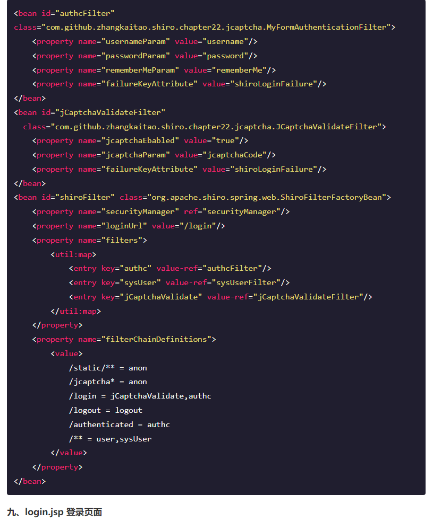 <bean id="authcFilter"
class="com.github.zhangkaitao.shiro.chapter22.jcaptcha.MyFormAuthenticationFilter">
<property name="usernameParam" value="username"/>
<property name="passwordParam" value="password"/>
<property name="rememberMeParam" value="rememberMe"/>
<property name="failureKeyAttribute" value="shiroLoginFailure"/>
</bean>
<bean id="jCaptchaValidateFilter"
class="com.github.zhangkaitao.shiro.chapter22.jcaptcha.JCaptchaValidateFilter">
<property name="jcaptchaEbabled" value="true"/>
<property name="jcaptchaParam" value="jcaptchaCode"/>
<property name="failureKeyAttribute" value="shiroLoginFailure"/>
</bean>
<bean id="shiroFilter" class="org.apache.shiro.spring.web.ShiroFilterFactoryBean">
<property name="securityManager" ref="securityManager"/>
<property name="loginUrl" value="/login"/>
<property name="filters">
<util:map>
<entry key="authc" value-ref="authcFilter"/>
<entry key="sysUser" value-ref="sysUserFilter"/>
<entry key="jCaptchaValidate" value-ref="jCaptchaValidateFilter"/>
</util:map>
</property>
<property name="filterChainDefinitions">
<value>
/static/** = anon
/jcaptcha* = anon
/login = jCaptchaValidate,authc
/logout = logout
/authenticated = authc
/** = user,sysUser
</value>
</property>
</bean>
九、login.jsp 登录页面